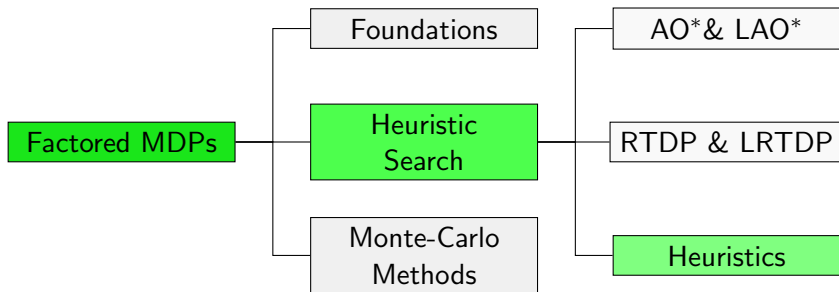 Foundations
AO*& LAO*
Factored MDPs
Heuristic
Search
RTDP & LRTDP
Monte-Carlo
Methods
Heuristics